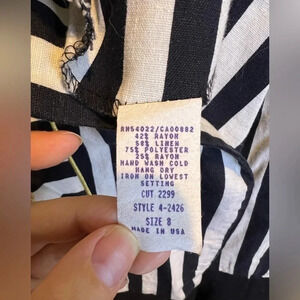 RN54022/CA00882
42% RAYON
58% LINEN
75% POLYESTER
25% RAYON
HAND WASH COLD
HANG DRY
IRON ON LOWEST
SETTING
CUT 2299
STYLE 4-2426
SIZE 8
MADE IN USA